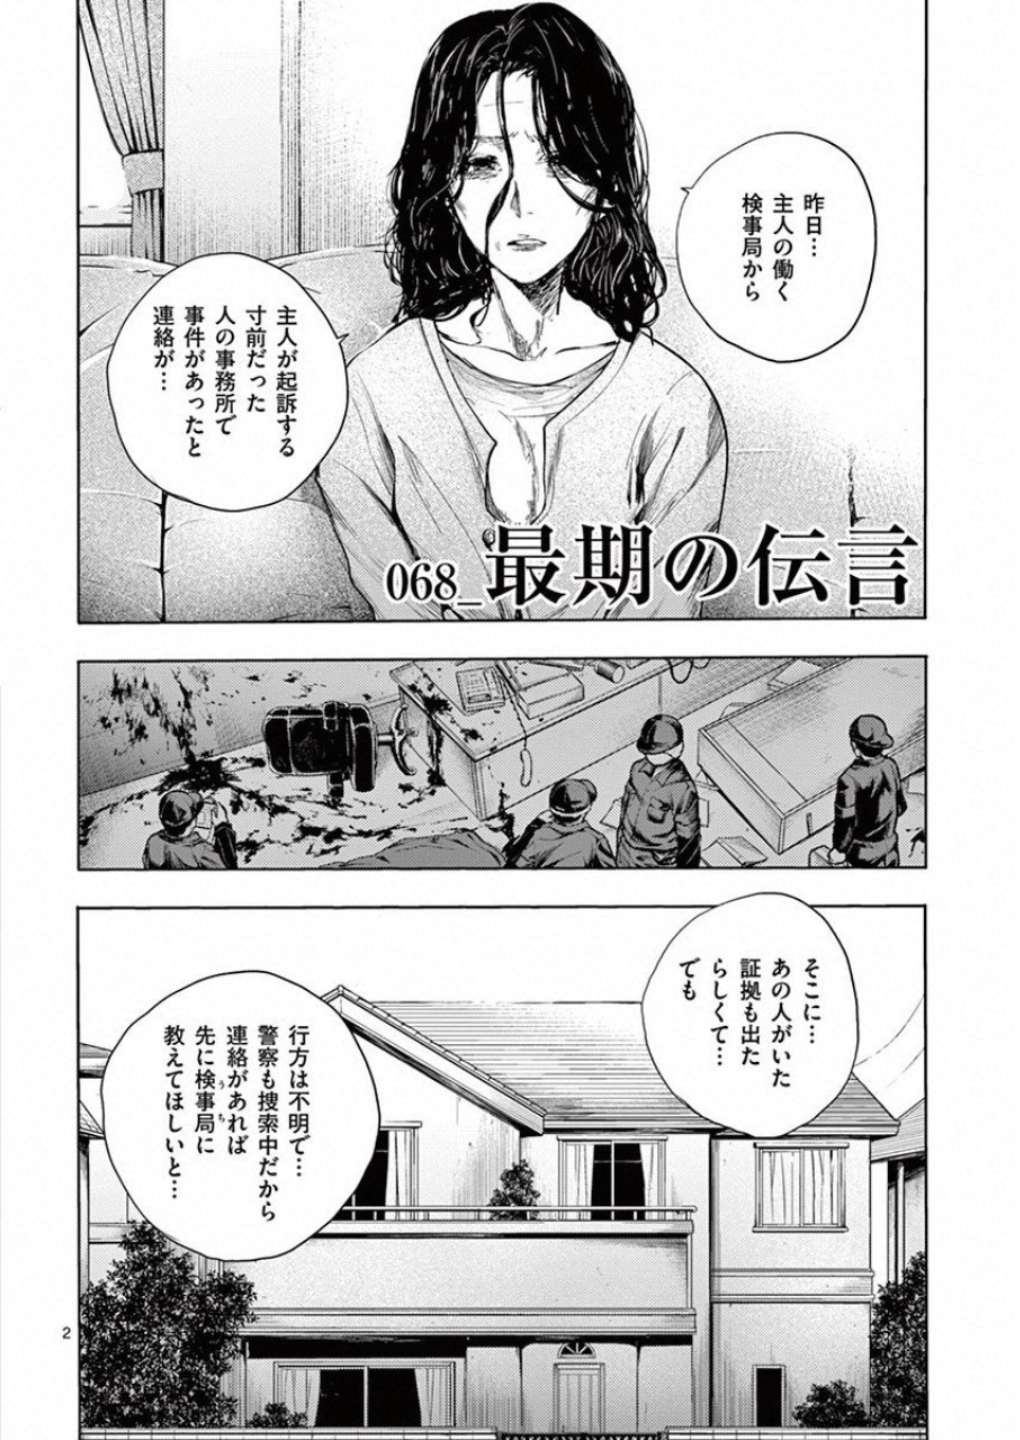 昨日…
主人の働く
検事局から
主人が起訴する
寸前だった
人の事務所で
事件があったと
連絡が…
068_最期の伝言
そこに…
あの人がいた
証拠も出た
らしくて…
でも
行方は不明で…
警察も捜索中だから
連絡があれば
先に検事局に
うち
教えてほしいと…
2